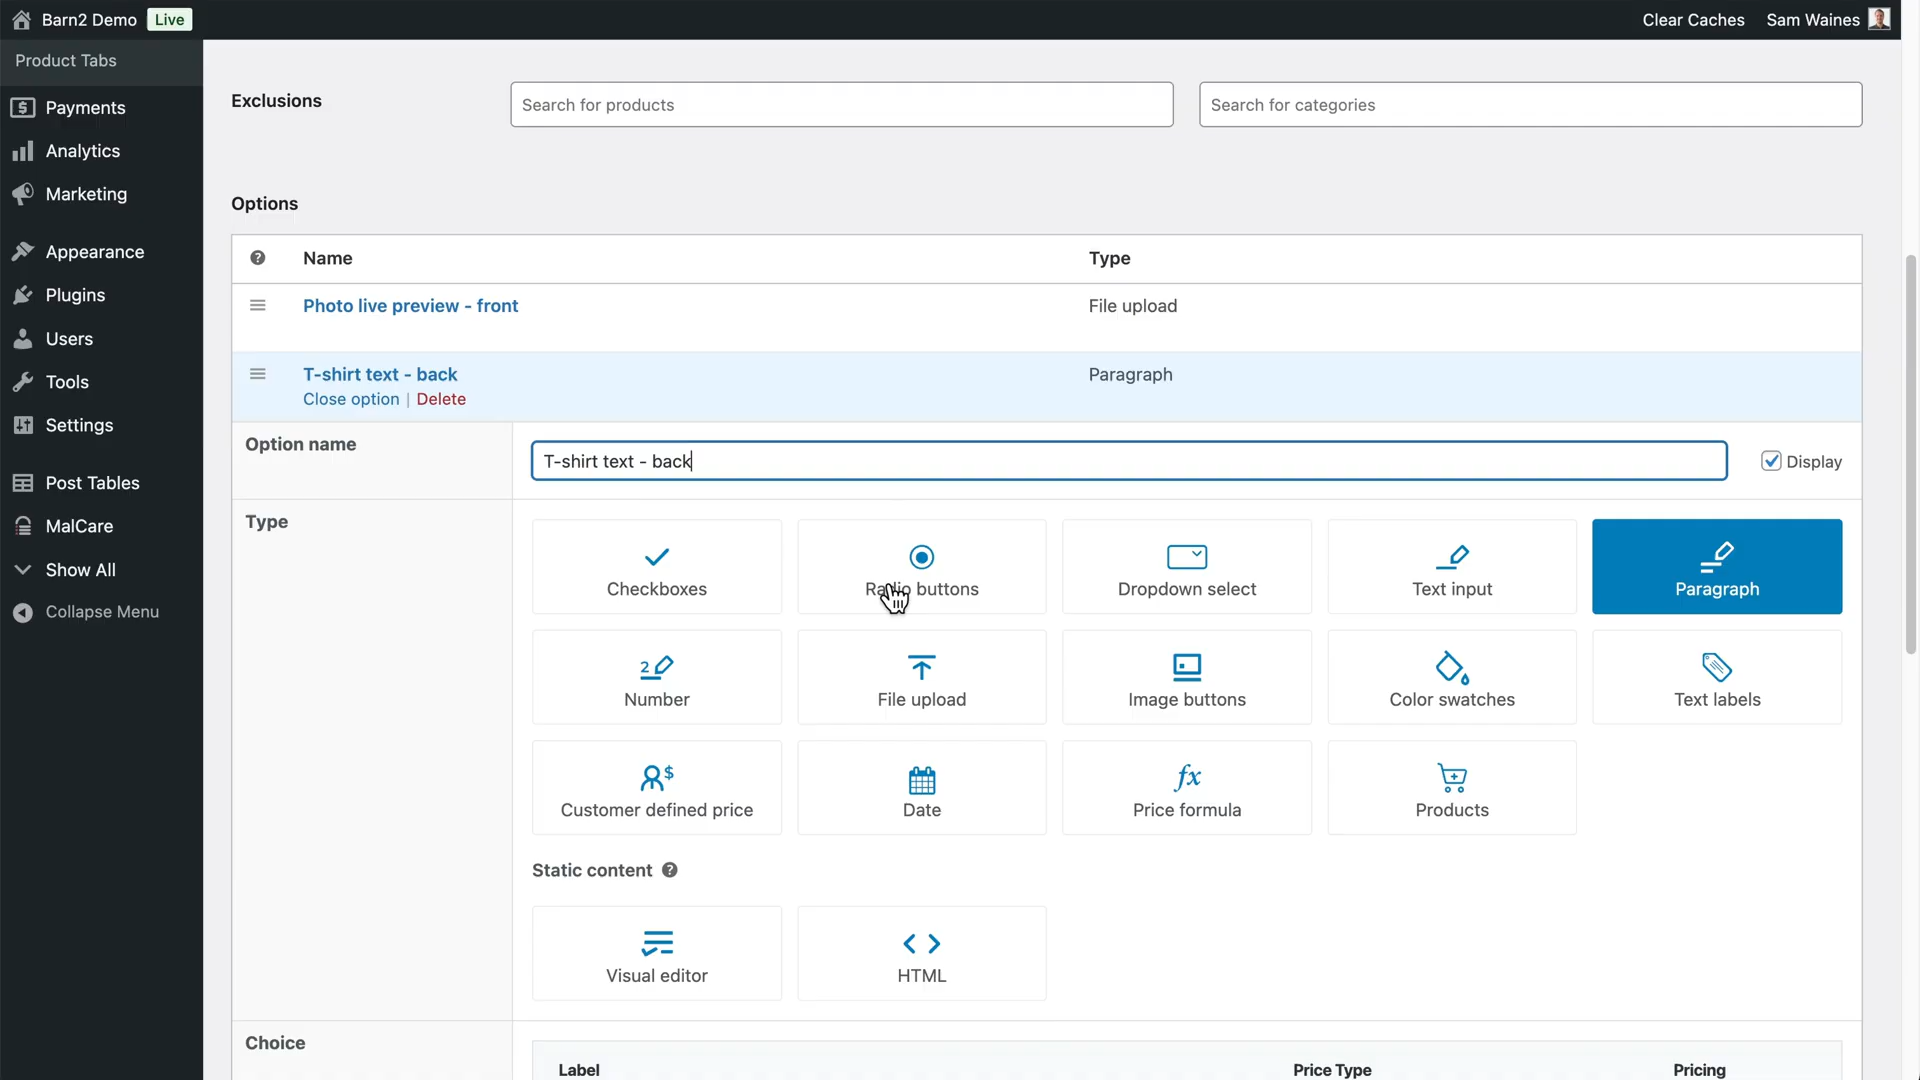 Barn2 Demo Live Clear Caches Sam Waines
Product Tabs
Payments
Analytics
Marketing
Appearance
Plugins
Users
Tools
Settings
Post Tables
MalCare
Show All
Collapse Menu
Exclusions Search for products Search for categories
Options
Name Type
Photo live preview - front File upload
T-shirt text - back Paragraph
Close option | Delete
Option name T-shirt text - back Display
Type
Checkboxes Radio buttons Dropdown select Text input Paragraph
Number File upload Image buttons Color swatches Text labels
Customer defined price Date Price formula Products
Static content
Visual editor HTML
Choice
Label Price Type Pricing